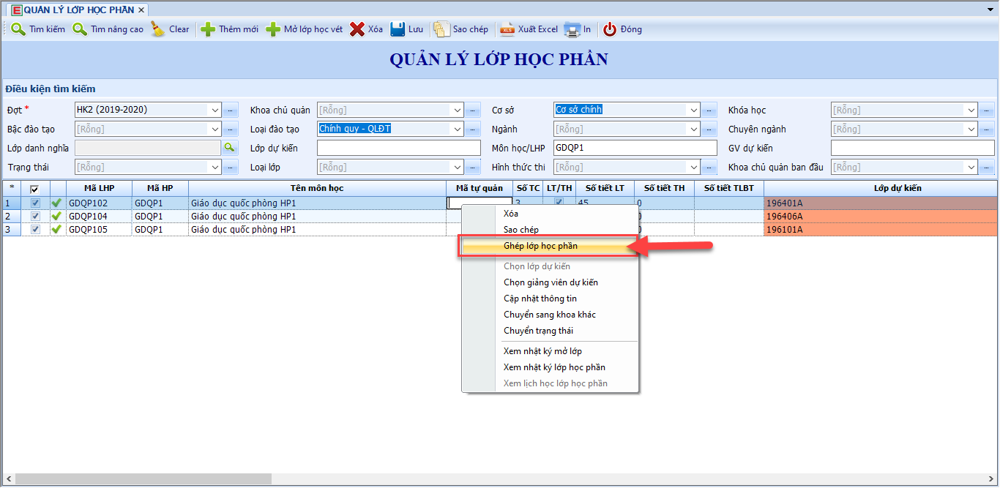 QUẢN LÝ LỚP HỌC PHẦN
Tìm kiếm Tìm nâng cao Clear Thêm mới Mở lớp học vét Xóa Lưu Sao chép Xuất Excel In Đóng
QUẢN LÝ LỚP HỌC PHẦN
Điều kiện tìm kiếm
Đợt * HK2 (2019-2020) ... Khoa chủ quản [Rỗng] ... Cơ sở Cơ sở chính ... Khóa học [Rỗng] ...
Bậc đào tạo [Rỗng] ... Loại đào tạo Chính quy - QLĐT ... Ngành [Rỗng] ... Chuyên ngành [Rỗng] ...
Lớp danh nghĩa Lớp dự kiến Môn học/LHP GDQP1 GV dự kiến
Trạng thái [Rỗng] ... Loại lớp [Rỗng] ... Hình thức thi [Rỗng] ... Khoa chủ quản ban đầu [Rỗng] ...
* Mã LHP Mã HP Tên môn học Mã tự quản Số TC LT/TH Số tiết LT Số tiết TH Số tiết TLBT Lớp dự kiến
1 GDQP102 GDQP1 Giáo dục quốc phòng HP1 3 45 0 196401A
2 GDQP104 GDQP1 Giáo dục quốc phòng HP1 0 196406A
3 GDQP105 GDQP1 Giáo dục quốc phòng HP1 0 196101A
Xóa
Sao chép
Ghép lớp học phần
Chọn lớp dự kiến
Chọn giảng viên dự kiến
Cập nhật thông tin
Chuyển sang khoa khác
Chuyển trạng thái
Xem nhật ký mở lớp
Xem nhật ký lớp học phần
Xem lịch học lớp học phần